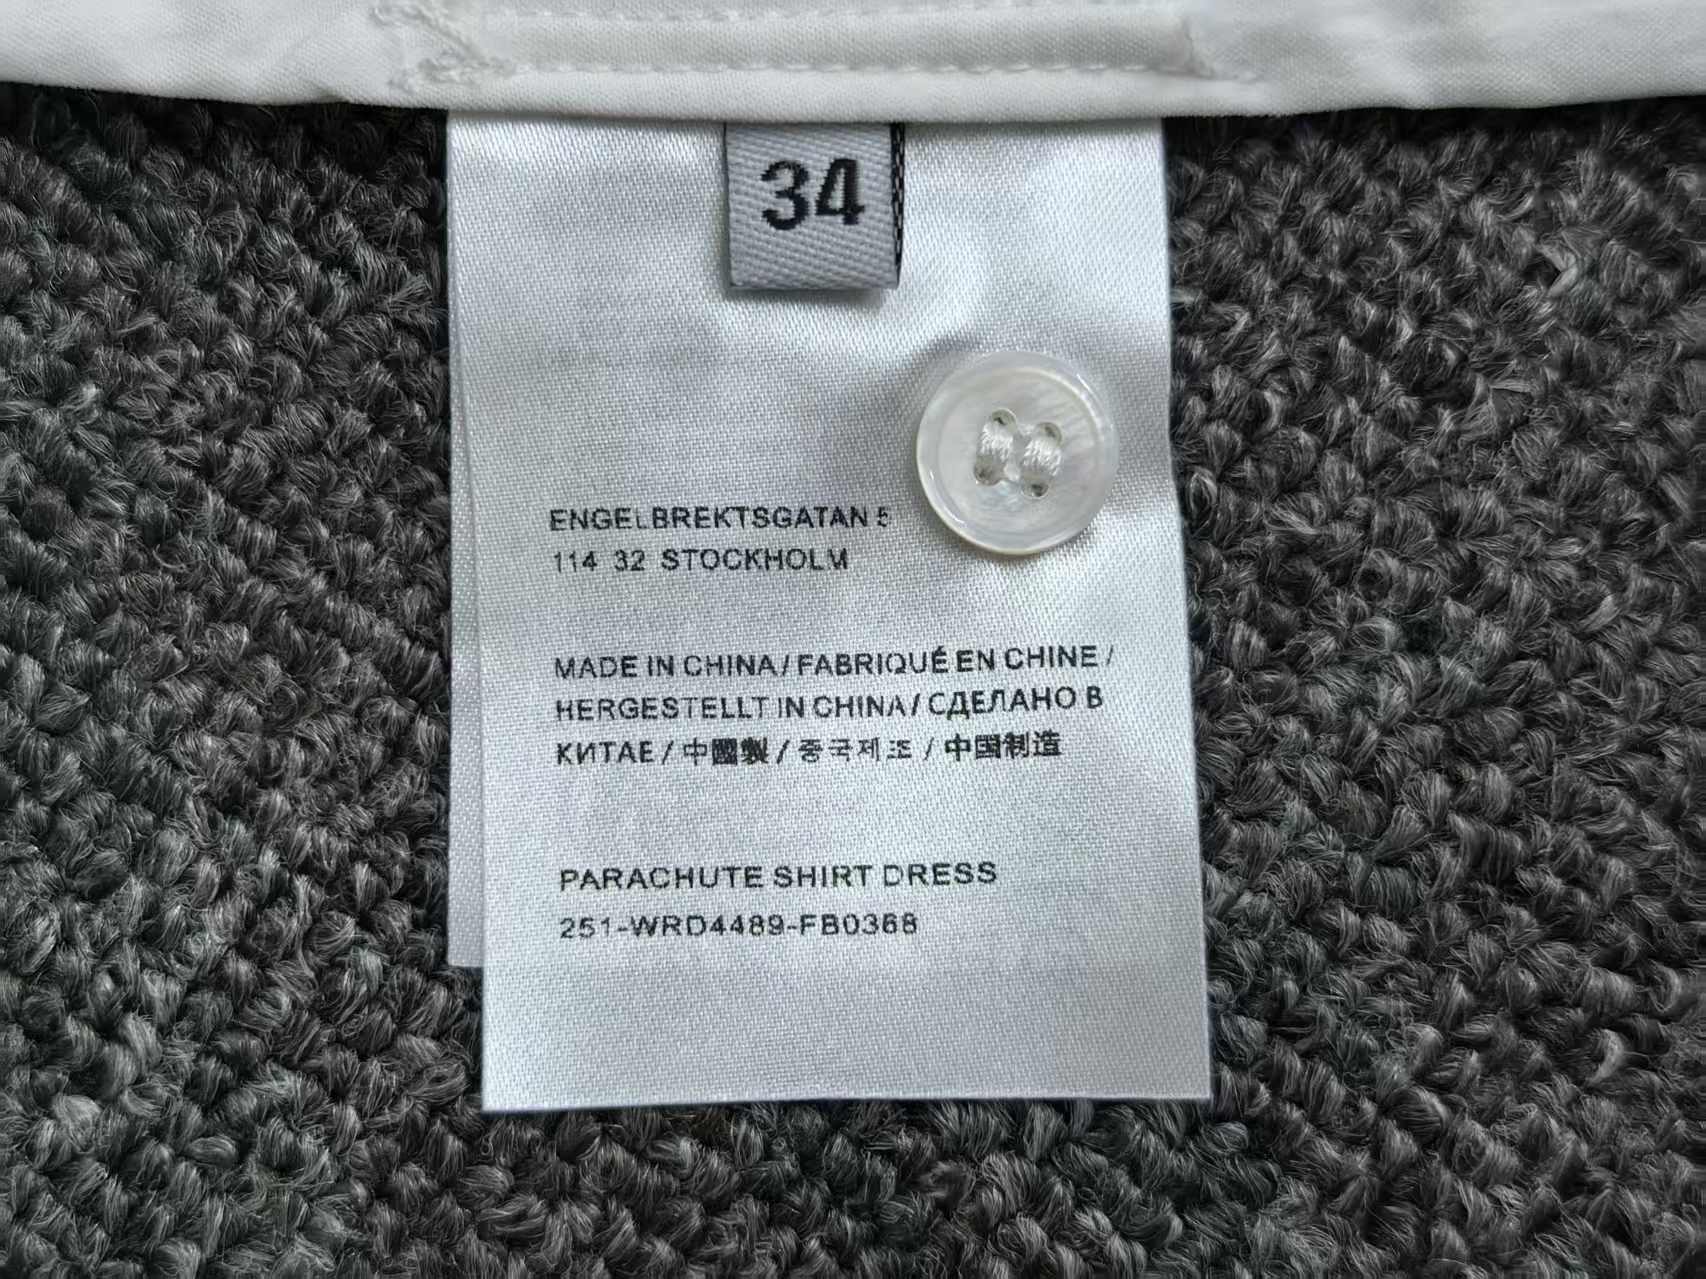 34
ENGELBREKTSGATAN 5
114 32 STOCKHOLM
MADE IN CHINA / FABRIQUÉ EN CHINE /
HERGESTELLT IN CHINA / СДЕЛАНО В
КИТАЕ / 中國製 / 중국제조 / 中国制造
PARACHUTE SHIRT DRESS
251-WRD4489-FB0368